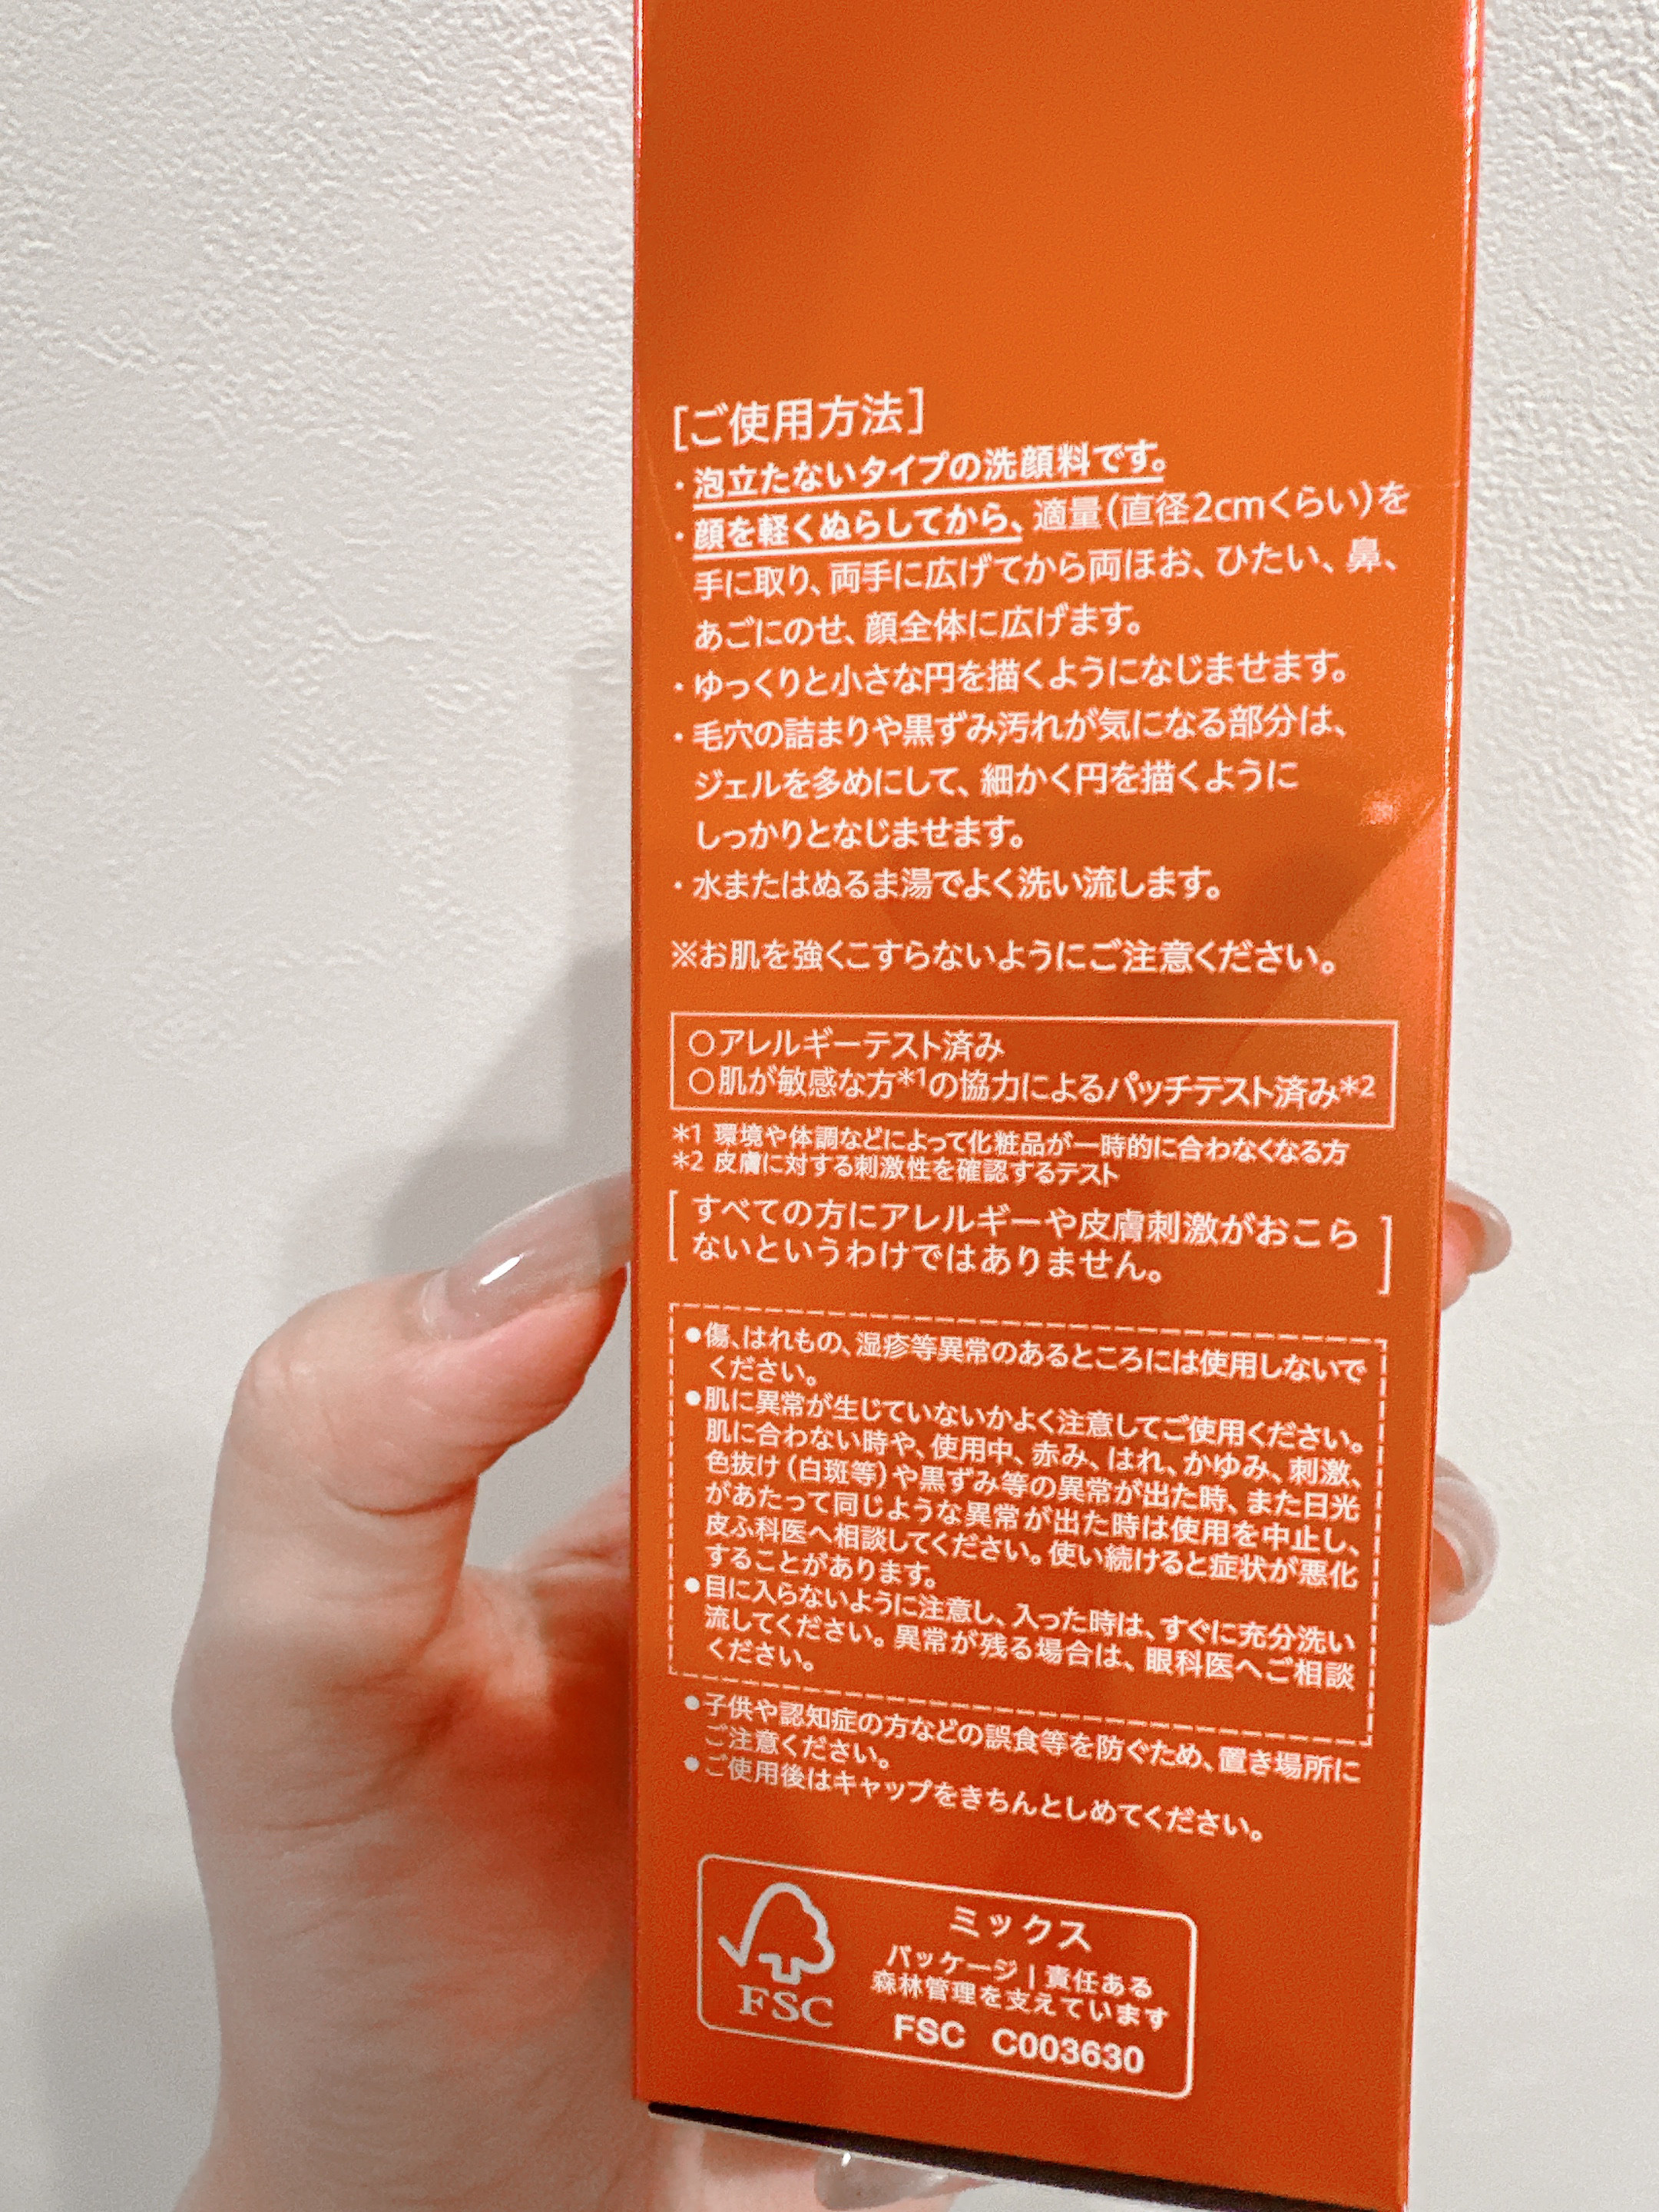 [ご使用方法]
・泡立たないタイプの洗顔料です。
・顔を軽くぬらしてから、適量(直径2cmくらい)を
手に取り、両手に広げてから両ほお、ひたい、鼻、
あごにのせ、顔全体に広げます。
・ゆっくりと小さな円を描くようになじませます。
・毛穴の詰まりや黒ずみ汚れが気になる部分は、
ジェルを多めにして、細かく円を描くように
しっかりとなじませます。
・水またはぬるま湯でよく洗い流します。
※お肌を強くこすらないようにご注意ください。
○アレルギーテスト済み
○肌が敏感な方*1の協力によるパッチテスト済み*2
*1 環境や体調などによって化粧品が一時的に合わなくなる方
*2 皮膚に対する刺激性を確認するテスト
[すべての方にアレルギーや皮膚刺激がおこら
ないというわけではありません。]
●傷、はれもの、湿疹等異常のあるところには使用しないで
ください。
●肌に異常が生じていないかよく注意してご使用ください。
肌に合わない時や、使用中、赤み、はれ、かゆみ、刺激、
色抜け(白斑等)や黒ずみ等の異常が出た時、また日光
があたって同じような異常が出た時は使用を中止し、
皮ふ科医へ相談してください。使い続けると症状が悪化
することがあります。
●目に入らないように注意し、入った時は、すぐに充分洗い
流してください。異常が残る場合は、眼科医へご相談
ください。
●子供や認知症の方などの誤食等を防ぐため、置き場所に
ご注意ください。
●ご使用後はキャップをきちんとしめてください。
ミックス
パッケージ|責任ある
森林管理を支えています
FSC
FSC C003630